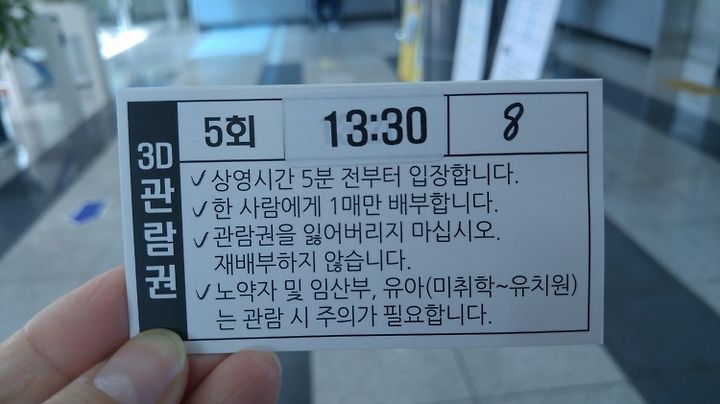 3D관람권
5회 13:30 8
✓상영시간 5분 전부터 입장합니다.
✓한 사람에게 1매만 배부합니다.
✓관람권을 잃어버리지 마십시오.
재배부하지 않습니다.
✓노약자 및 임산부, 유아(미취학~유치원)
는 관람 시 주의가 필요합니다.